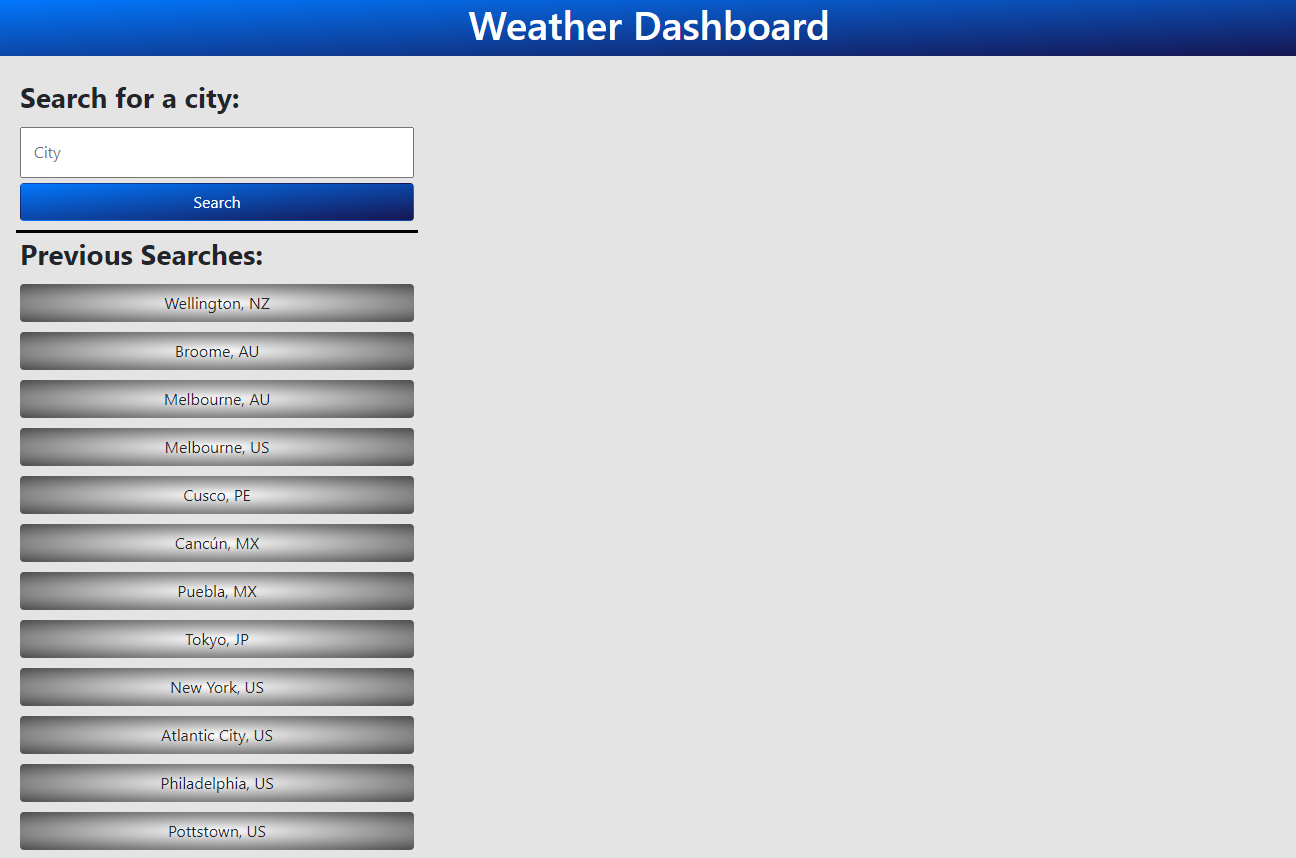 Weather Dashboard
Search for a city:
City
Search
Previous Searches:
Wellington, NZ
Broome, AU
Melbourne, AU
Melbourne, US
Cusco, PE
Cancún, MX
Puebla, MX
Tokyo, JP
New York, US
Atlantic City, US
Philadelphia, US
Pottstown, US